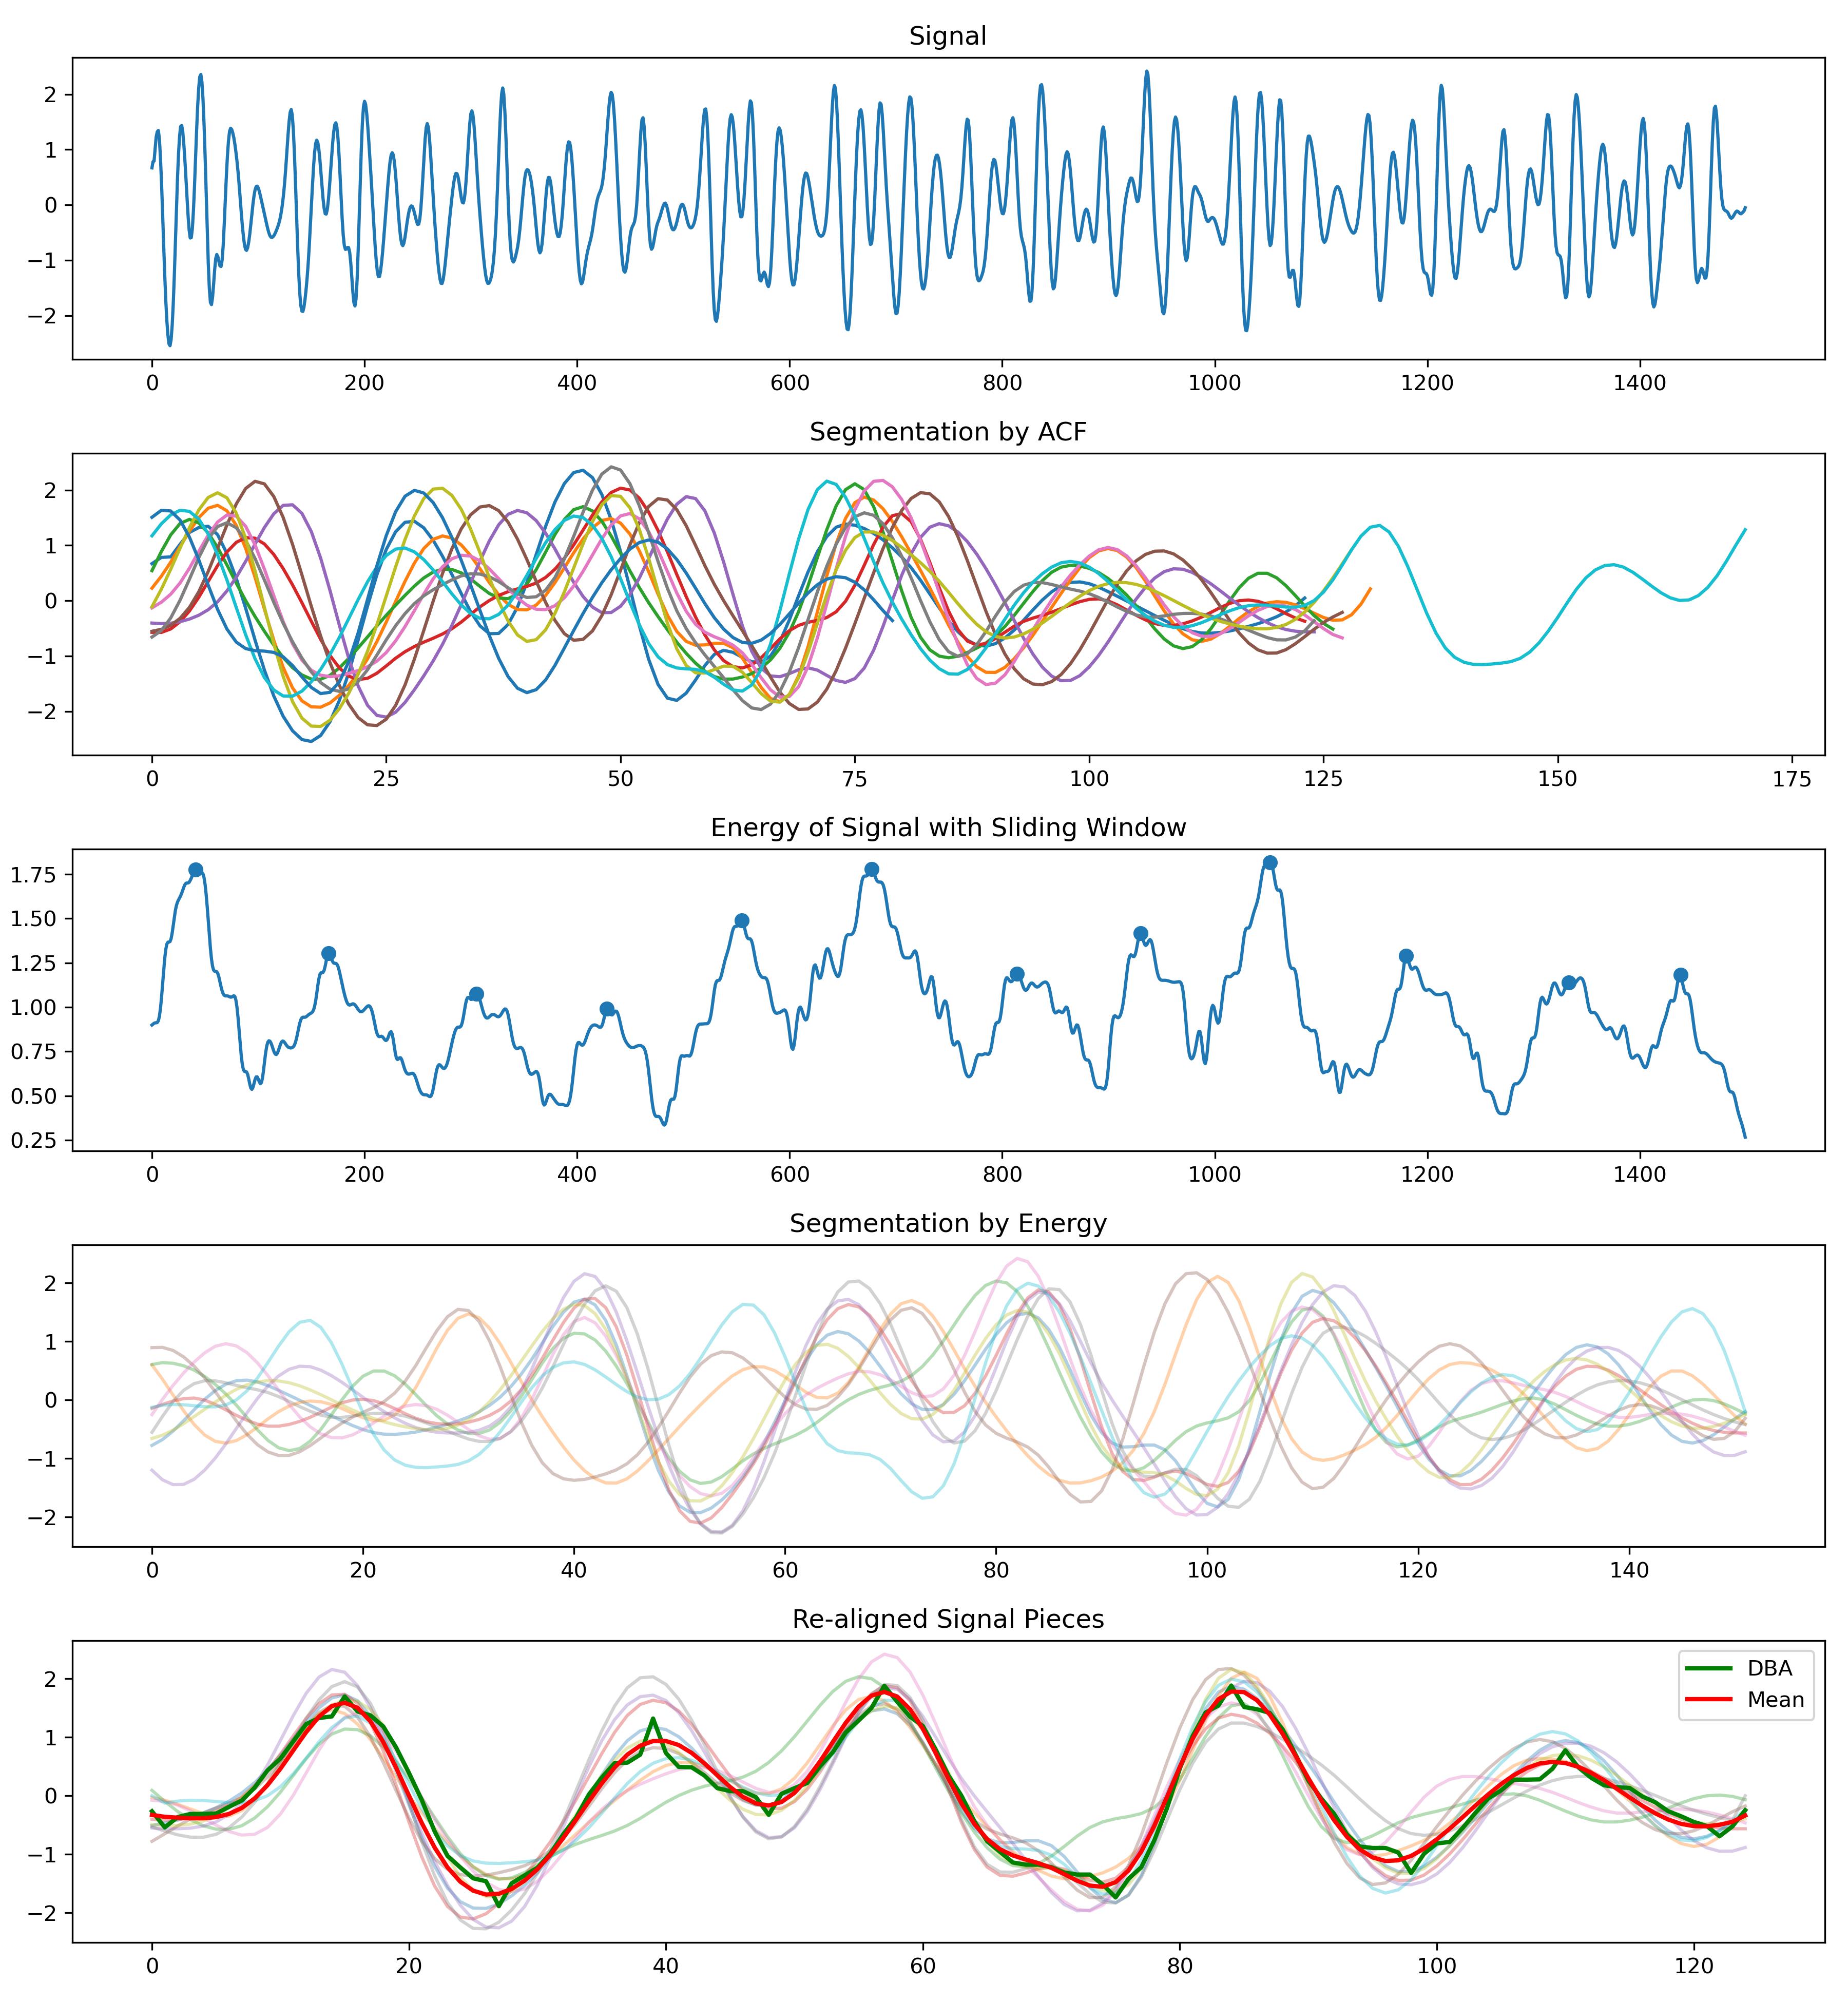 Signal
2
1
0
−1
−2
0 200 400 600 800 1000 1200 1400
Segmentation by ACF
2
1
0
−1
−2
0 25 50 75 100 125 150 175
Energy of Signal with Sliding Window
1.75
1.50
1.25
1.00
0.75
0.50
0.25
0 200 400 600 800 1000 1200 1400
Segmentation by Energy
2
1
0
−1
−2
0 20 40 60 80 100 120 140
Re-aligned Signal Pieces
DBA
Mean
2
1
0
−1
−2
0 20 40 60 80 100 120